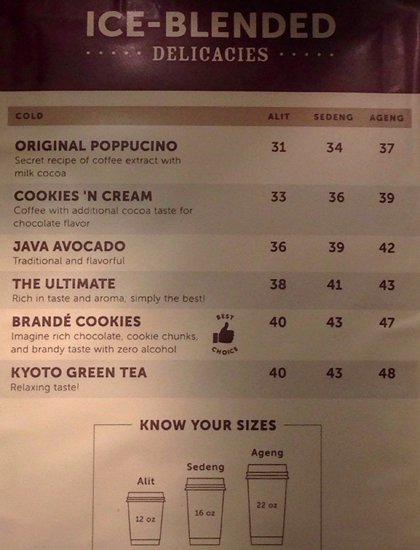 ICE-BLENDED
DELICACIES
COLD ALIT SEDENG AGENG
ORIGINAL POPPUCINO 31 34 37
Secret recipe of coffee extract with
milk cocoa
COOKIES 'N CREAM 33 36 39
Coffee with additional cocoa taste for
chocolate flavor
JAVA AVOCADO 36 39 42
Traditional and flavorful
THE ULTIMATE 38 41 43
Rich in taste and aroma, simply the best!
BRANDÉ COOKIES 40 43 47
Imagine rich chocolate, cookie chunks,
and brandy taste with zero alcohol
BEST
CHOICE
KYOTO GREEN TEA 40 43 48
Relaxing taste!
KNOW YOUR SIZES
Alit Sedeng Ageng
12 oz 16 oz 22 oz